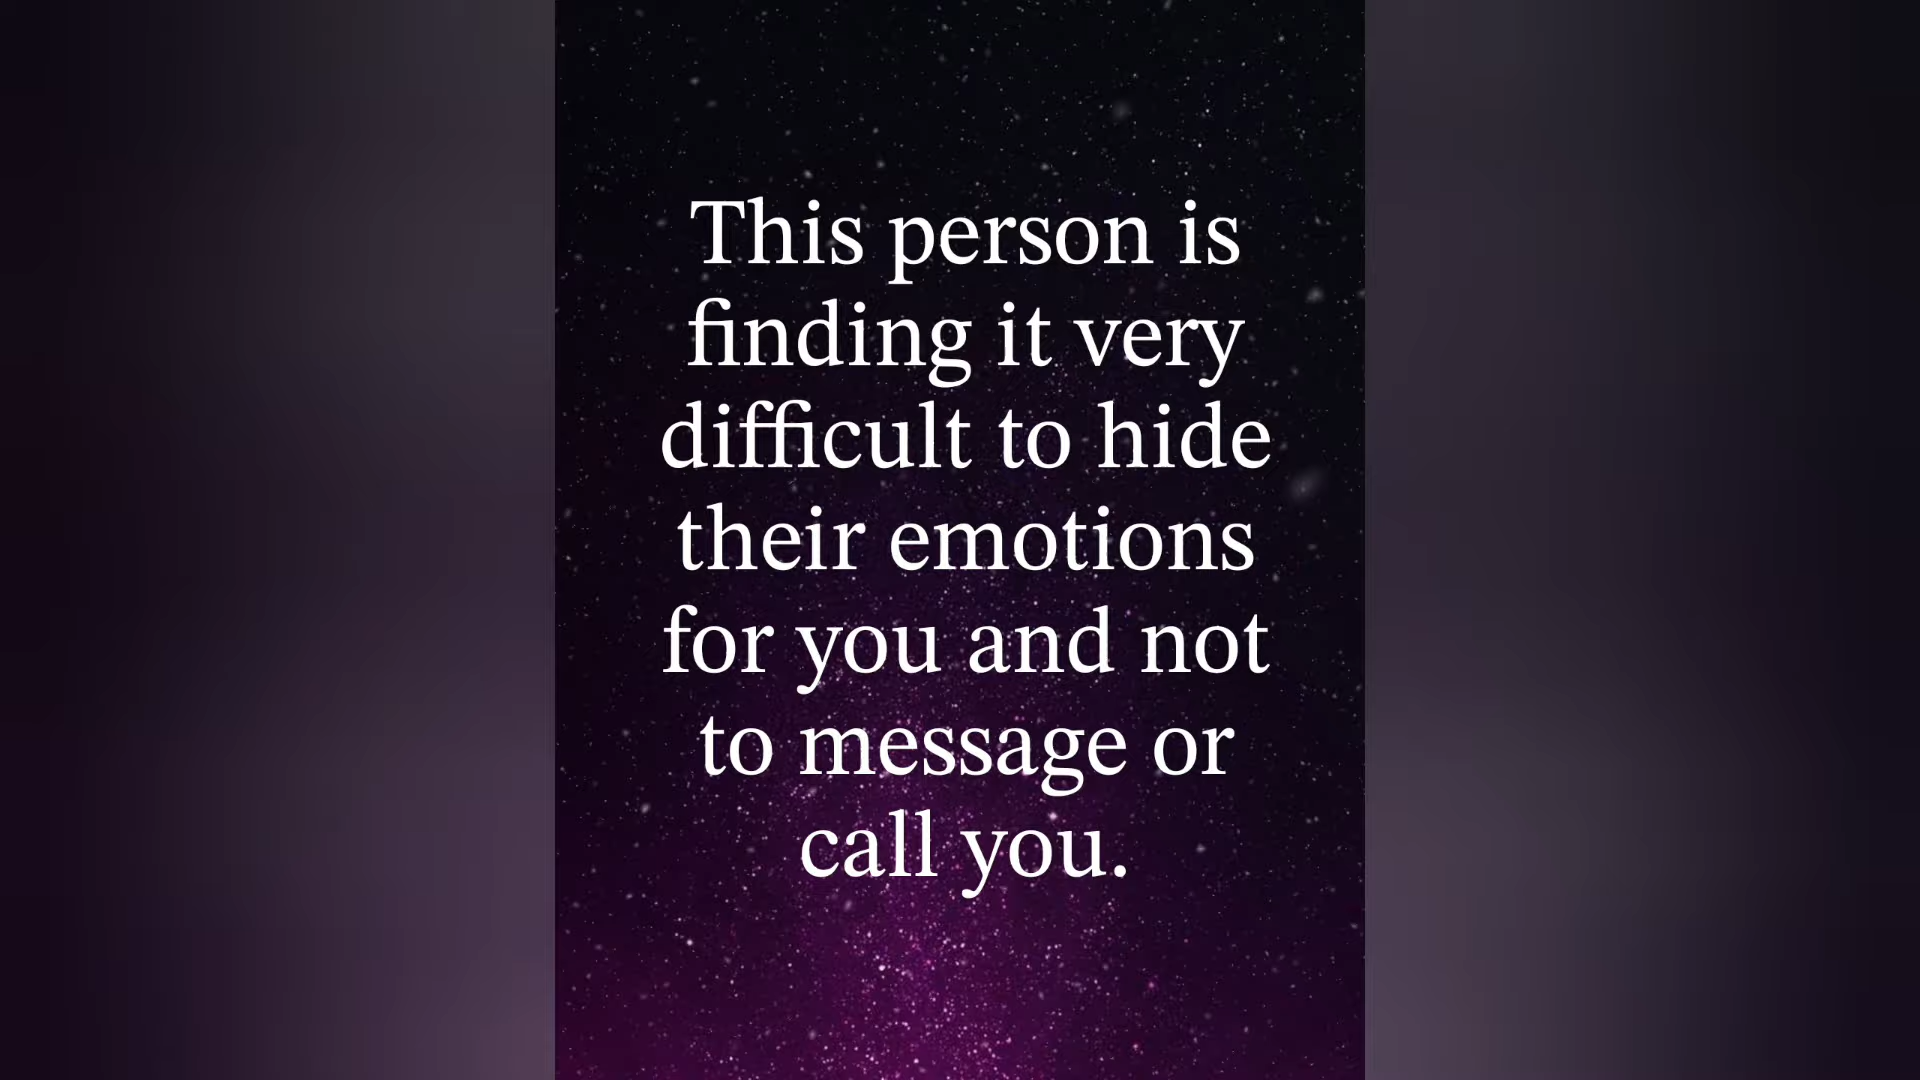 This person is
finding it very
difficult to hide
their emotions
for you and not
to message or
call you.